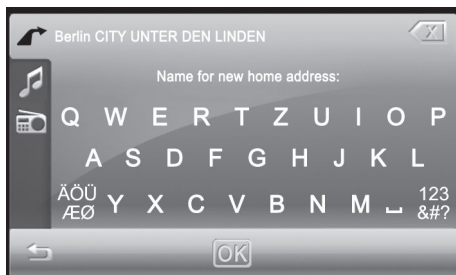 Berlin CITY UNTER DEN LINDEN X
Name for new home address:
Q W E R T Z U I O P
A S D F G H J K L
ÄÖÜ ÆØ Y X C V B N M 123 &#?
OK